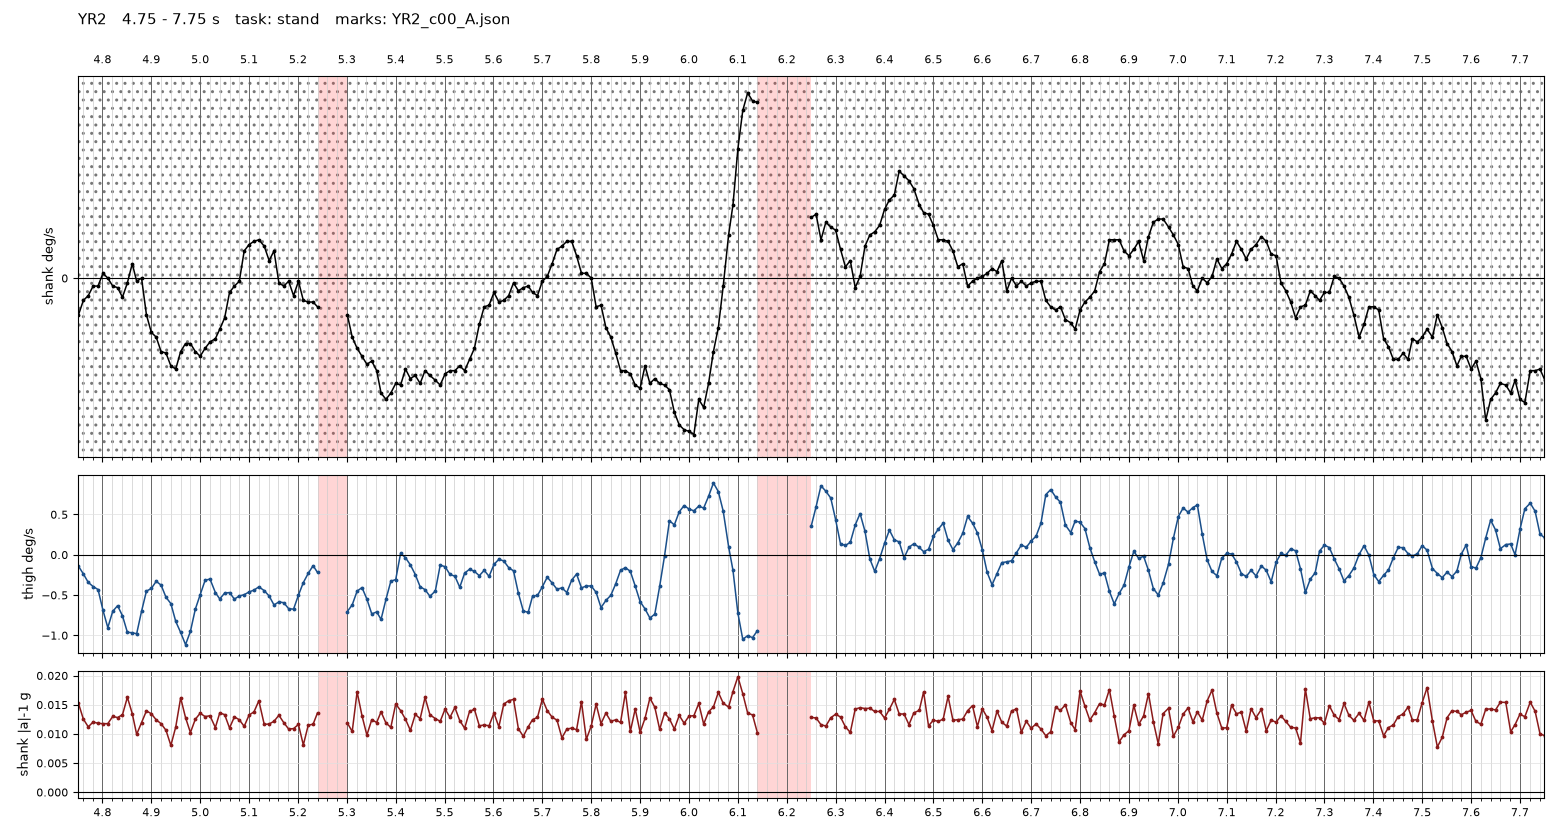 YR2   4.75 - 7.75 s   task: stand   marks: YR2_c00_A.json
4.8 4.9 5.0 5.1 5.2 5.3 5.4 5.5 5.6 5.7 5.8 5.9 6.0 6.1 6.2 6.3 6.4 6.5 6.6 6.7 6.8 6.9 7.0 7.1 7.2 7.3 7.4 7.5 7.6 7.7
shank deg/s
0
thigh deg/s
0.5
0.0
−0.5
−1.0
shank |a|-1 g
0.020
0.015
0.010
0.005
0.000
4.8 4.9 5.0 5.1 5.2 5.3 5.4 5.5 5.6 5.7 5.8 5.9 6.0 6.1 6.2 6.3 6.4 6.5 6.6 6.7 6.8 6.9 7.0 7.1 7.2 7.3 7.4 7.5 7.6 7.7